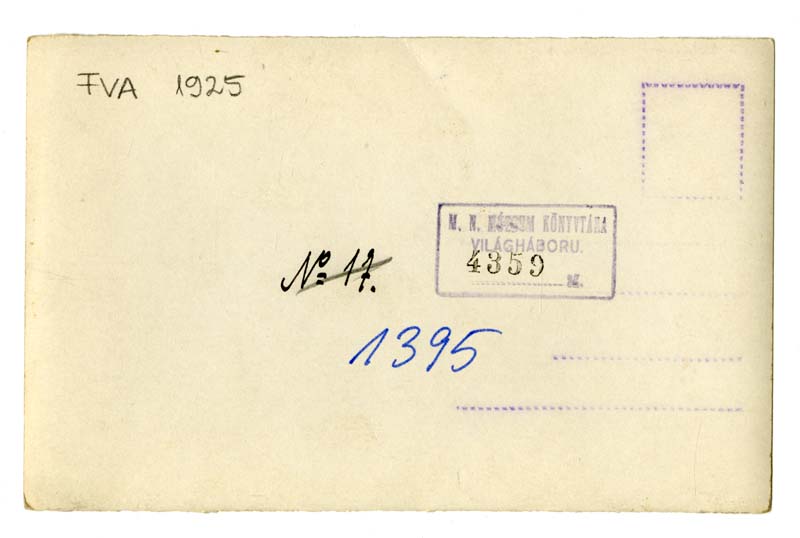 FVA 1925
M. N. MÚZEUM KÖNYVTÁRA
VILÁGHÁBORU.
4359
№ 17.
1395